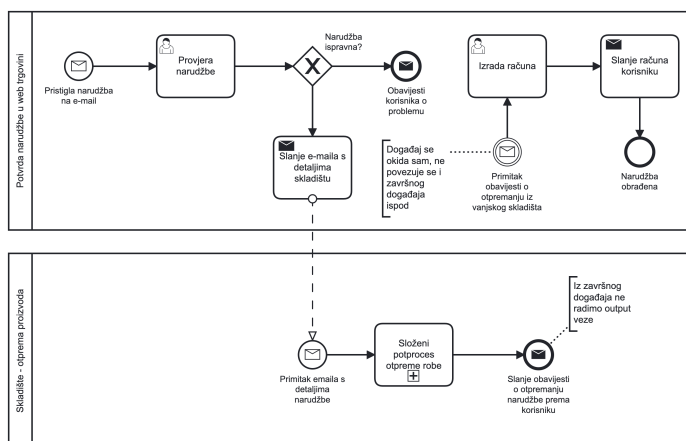 Potvrda narudžbe u web trgovini
Pristigla narudžba
na e-mail
Provjera
narudžbe
Narudžba
ispravna?
X
Obavijesti
korisnika o
problemu
Slanje e-maila s
detaljima
skladištu
Događaj se
okida sam, ne
povezuje se i
završnog
događaja
ispod
Izrada računa
Primitak
obavijesti o
otpremanju iz
vanjskog skladišta
Slanje računa
korisniku
Narudžba
obrađena
Skladište - otprema proizvoda
Primitak emaila s
detaljima
narudžbe
Složeni
potproces
otpreme robe
Slanje obavijesti
o otpremanju
narudžbe prema
korisniku
Iz završnog
događaja ne
radimo output
veze